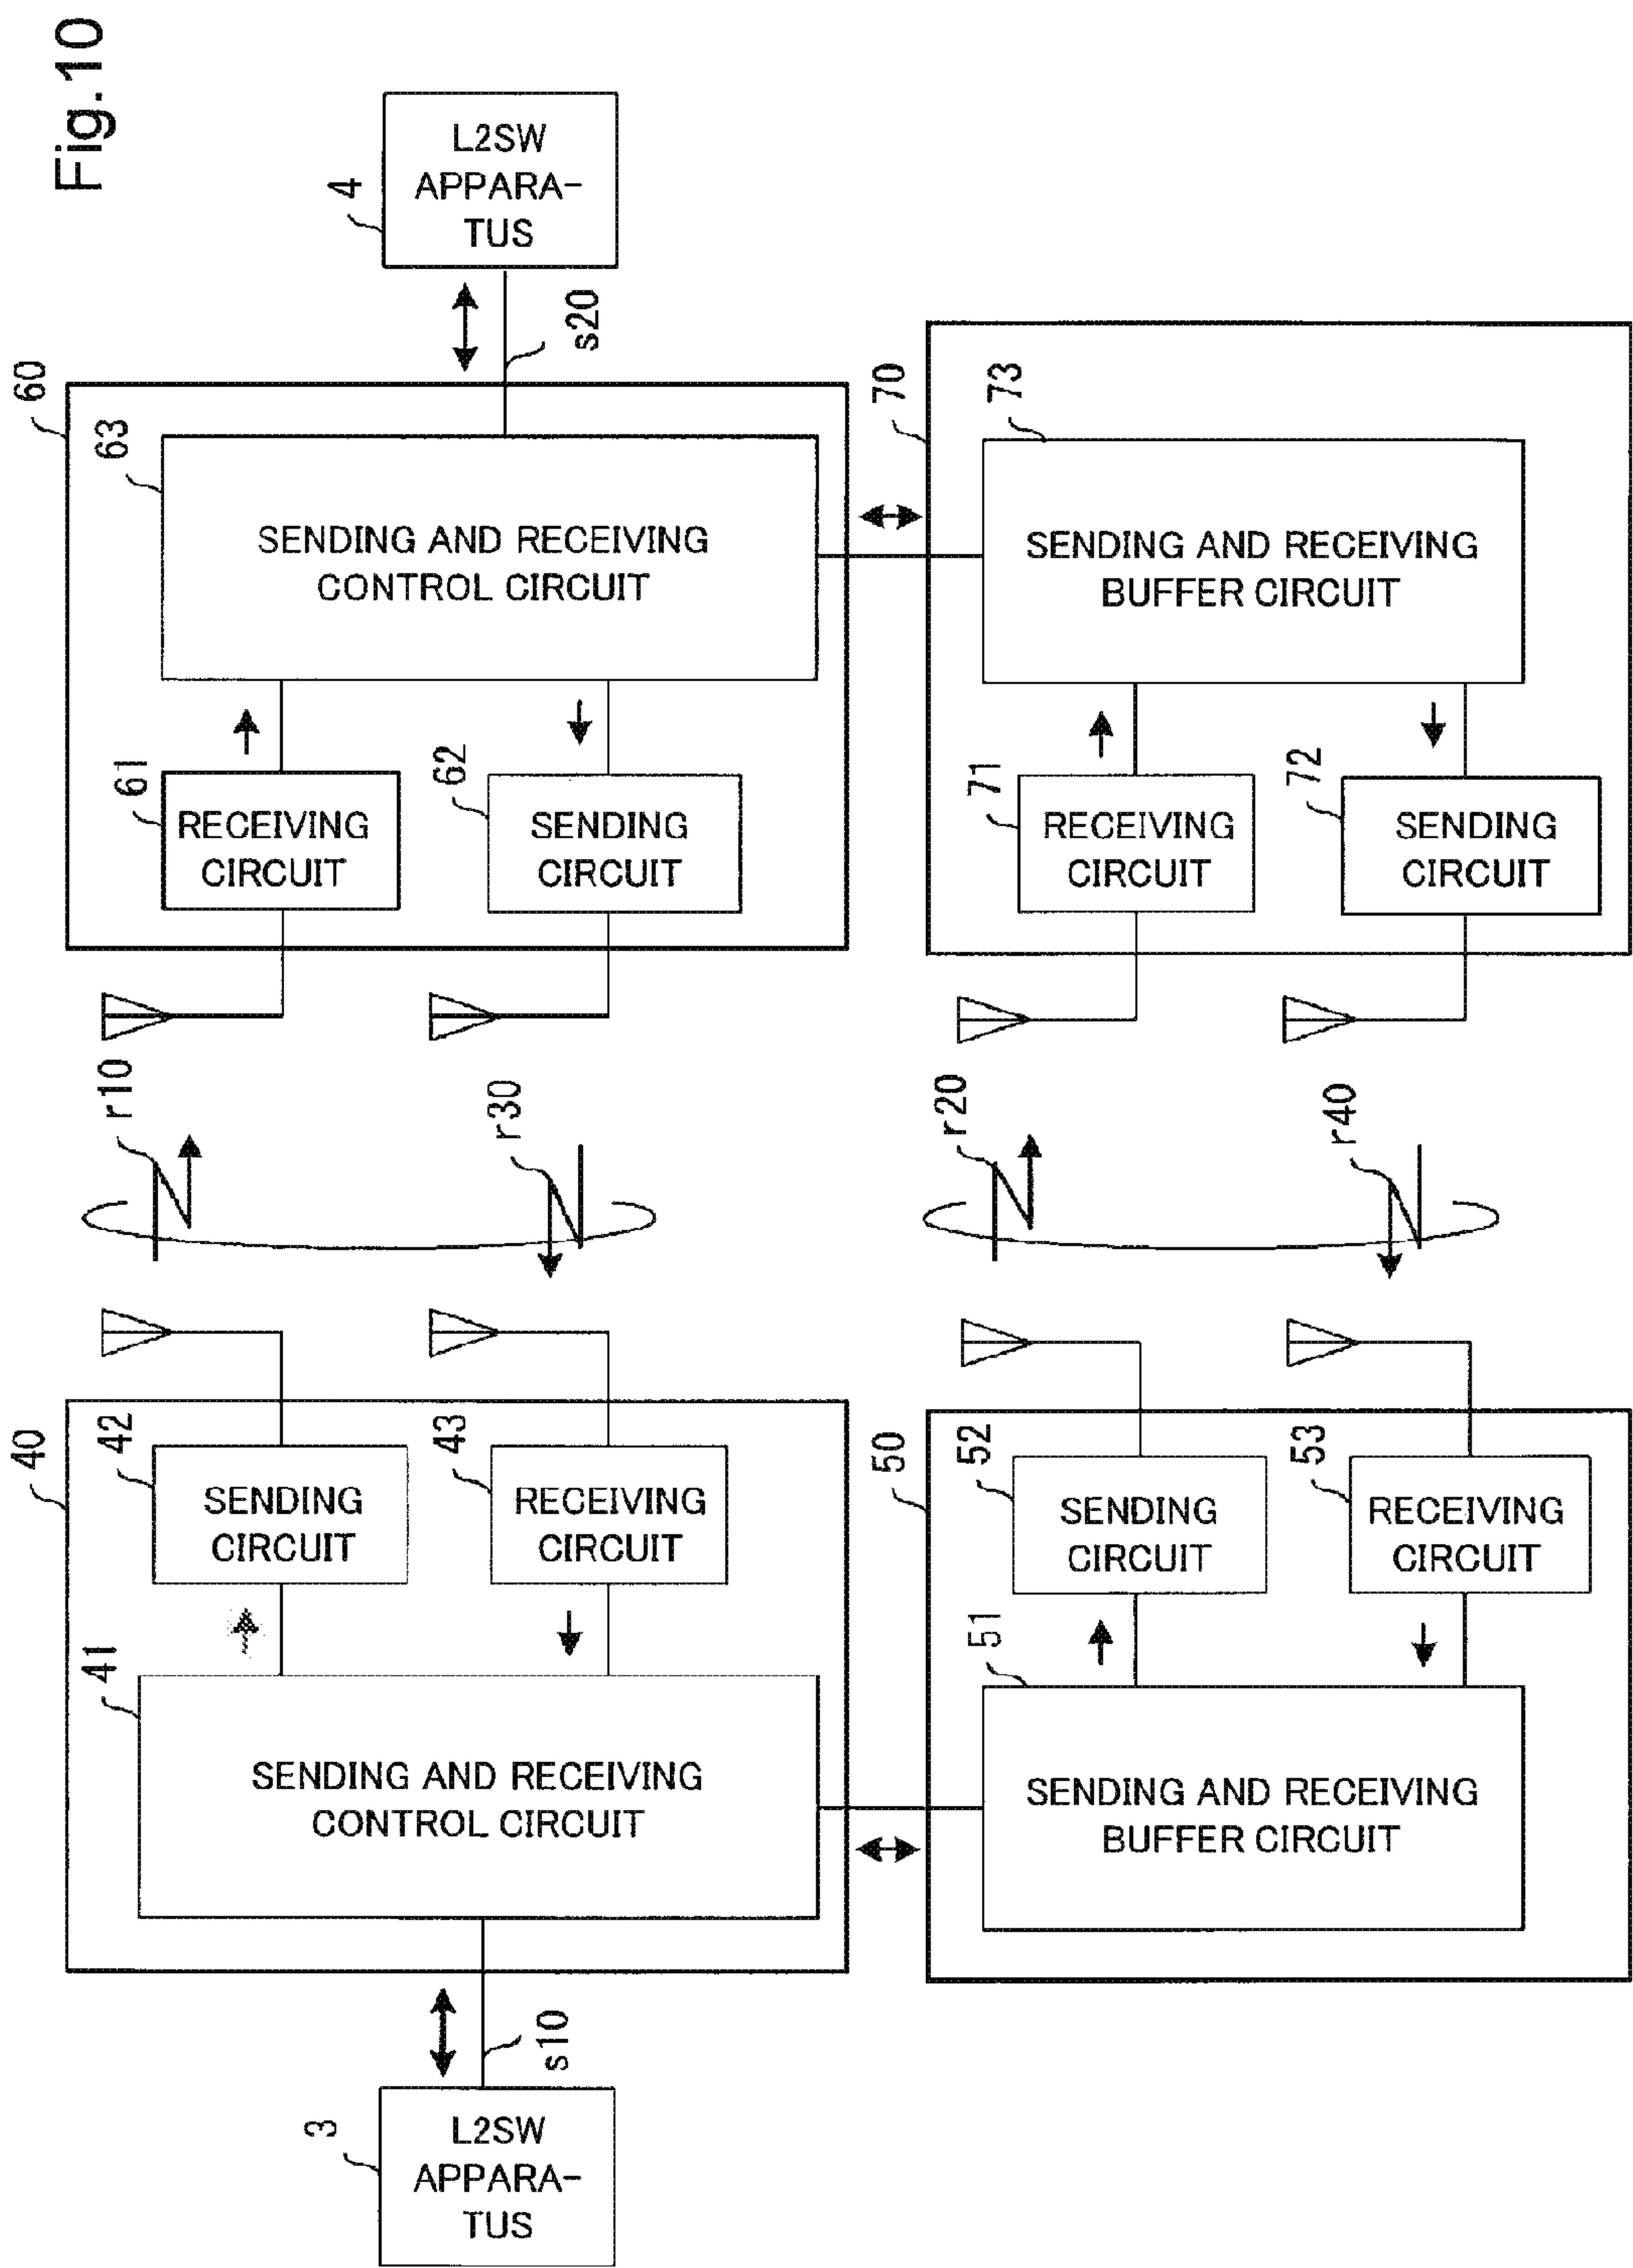 Fig.10
4
L2SW
APPARA-
TUS
s20
60
63
SENDING AND RECEIVING
CONTROL CIRCUIT
61
RECEIVING
CIRCUIT
62
SENDING
CIRCUIT
70
73
SENDING AND RECEIVING
BUFFER CIRCUIT
71
RECEIVING
CIRCUIT
72
SENDING
CIRCUIT
r10
r30
r20
r40
40
42
SENDING
CIRCUIT
43
RECEIVING
CIRCUIT
41
SENDING AND RECEIVING
CONTROL CIRCUIT
50
52
SENDING
CIRCUIT
53
RECEIVING
CIRCUIT
51
SENDING AND RECEIVING
BUFFER CIRCUIT
s10
3
L2SW
APPARA-
TUS